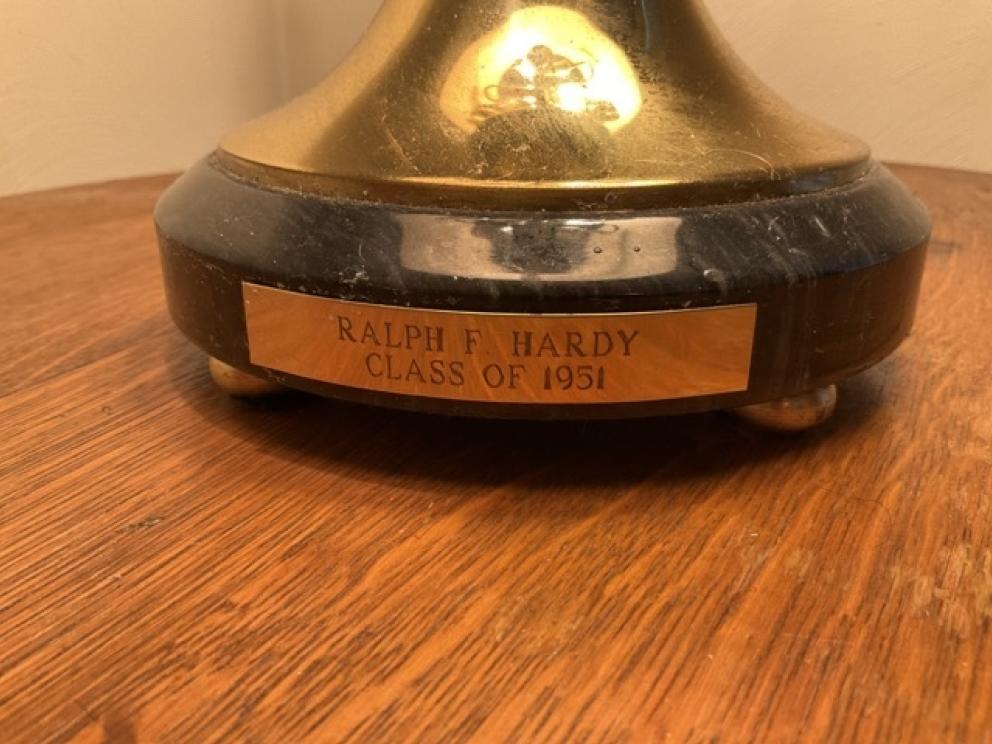 RALPH F. HARDY
CLASS OF 1951